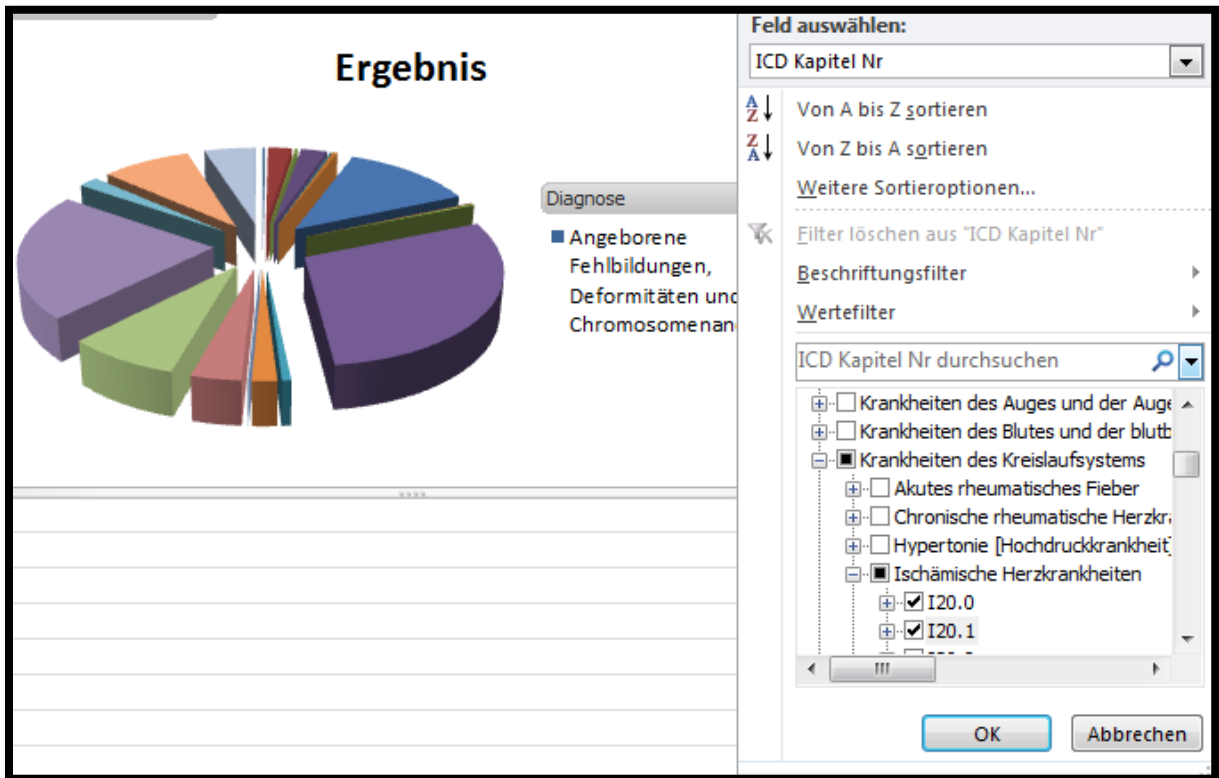 Ergebnis
Diagnose
Angeborene
Fehlbildungen,
Deformitäten und
Chromosomenan
Feld auswählen:
ICD Kapitel Nr
Von A bis Z sortieren
Von Z bis A sortieren
Weitere Sortieroptionen...
Filter löschen aus "ICD Kapitel Nr"
Beschriftungsfilter
Wertefilter
ICD Kapitel Nr durchsuchen
Krankheiten des Auges und der Auge
Krankheiten des Blutes und der blutb
Krankheiten des Kreislaufsystems
Akutes rheumatisches Fieber
Chronische rheumatische Herzkr
Hypertonie [Hochdruckkrankheit]
Ischämische Herzkrankheiten
I20.0
I20.1
OK
Abbrechen